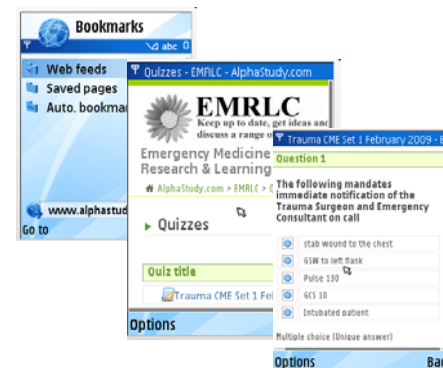 Bookmarks
abc
Web feeds
Saved pages
Auto. bookmar
www.alphastud
Go to
Quizzes - EMRLC - AlphaStudy.com
EMRLC
Keep up to date, get ideas and
discuss a range o
Emergency Medicine
Research & Learning
AlphaStudy.com > EMRLC >
Quizzes
Quiz title
Trauma CME Set 1 Fe
Options
Trauma CME Set 1 February 2009 - E
Question 1
The following mandates
immediate notification of the
Trauma Surgeon and Emergency
Consultant on call
stab wound to the chest
GSW to left flank
Pulse 130
GCS 10
Intubated patient
Multiple choice (Unique answer)
Options
Bac